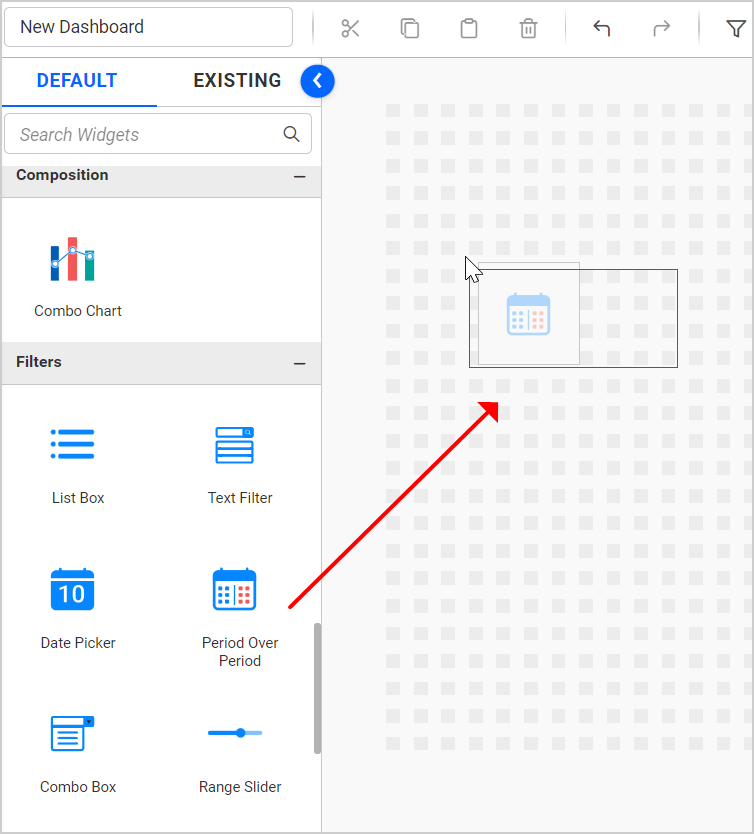 New Dashboard
DEFAULT
EXISTING
Search Widgets
Composition
Combo Chart
Filters
List Box
Text Filter
10
Date Picker
Period Over
Period
Combo Box
Range Slider